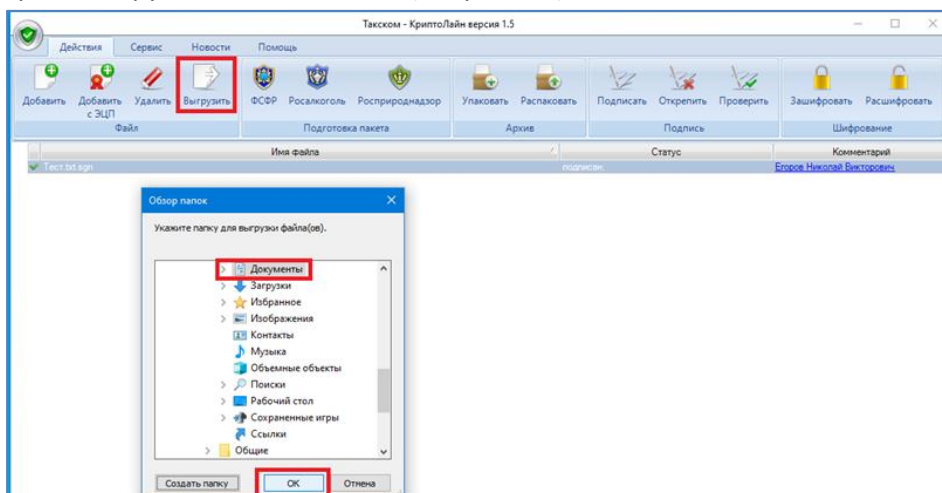 Такском - КриптоЛайн версия 1.5
Действия Сервис Новости Помощь
Добавить Добавить с ЭЦП Удалить Выгрузить ФСФР Росалкоголь Росприроднадзор Упаковать Распаковать Подписать Открепить Проверить Зашифровать Расшифровать
Файл Подготовка пакета Архив Подпись Шифрование
Имя файла Статус Комментарий
Тест.txt.sgn подписан Егоров Николай Викторович
Обзор папок
Укажите папку для выгрузки файла(ов).
Документы
Загрузки
Избранное
Изображения
Контакты
Музыка
Объемные объекты
Поиски
Рабочий стол
Сохраненные игры
Ссылки
Общие
Создать папку ОК Отмена